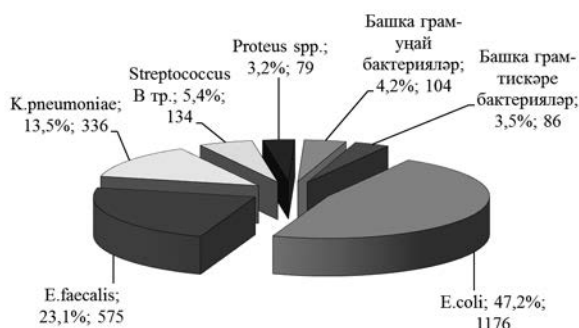 Proteus spp.;
3,2%; 79
Башка грам-
уңай
бактерияләр;
4,2%; 104
Башка грам-
тискәре
бактерияләр;
3,5%; 86
Streptococcus
В тр.; 5,4%;
134
K.pneumoniae;
13,5%; 336
E.faecalis;
23,1%; 575
E.coli; 47,2%;
1176